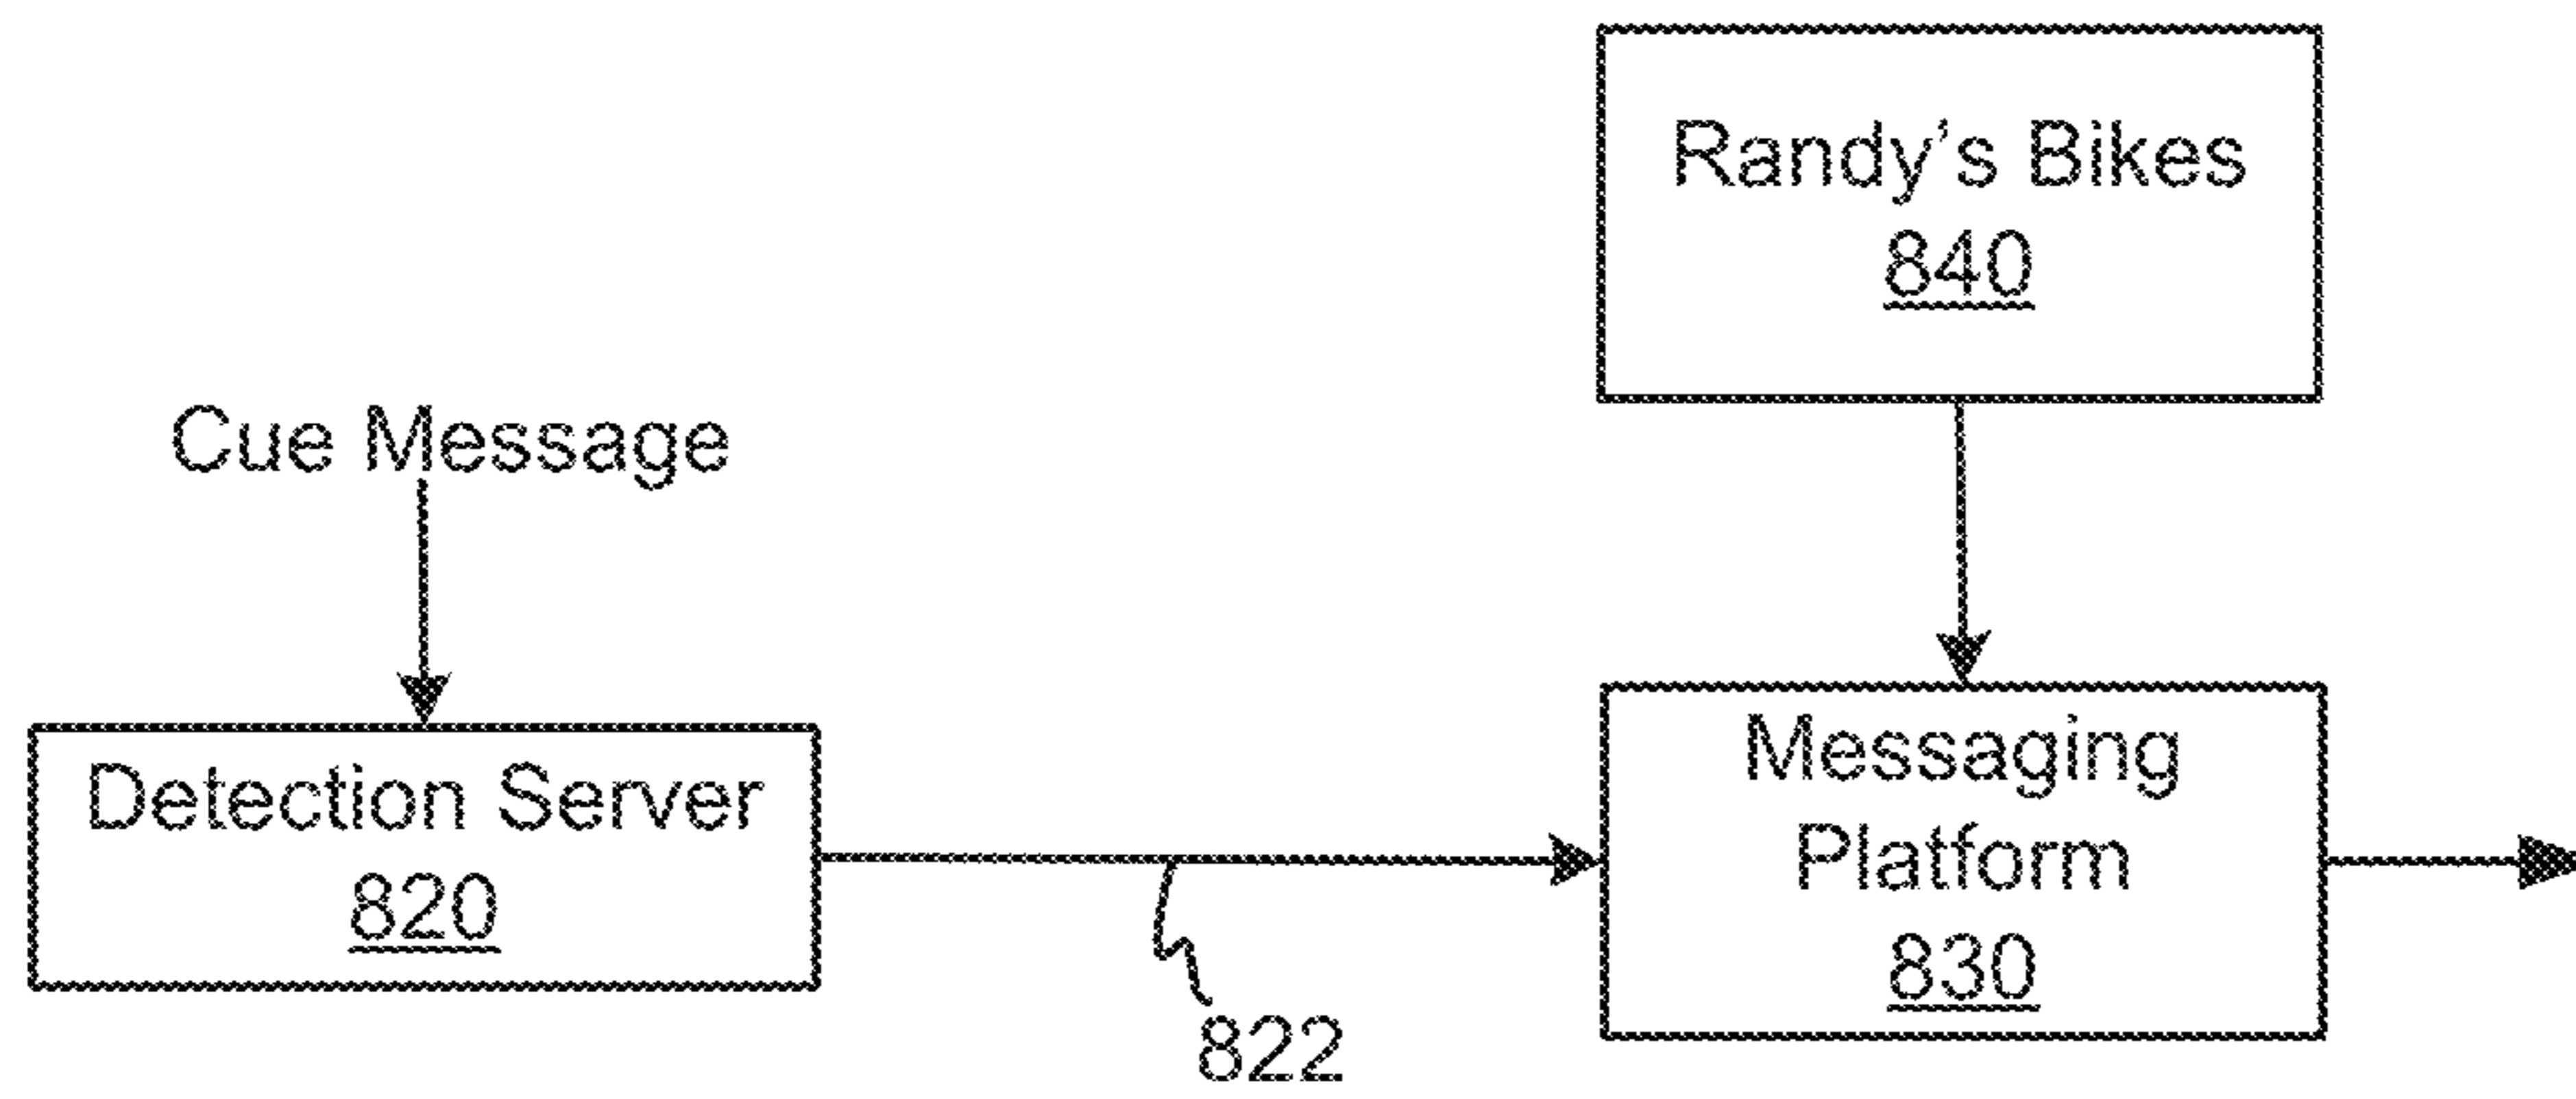 Randy's Bikes
840
Cue Message
Detection Server
820
822
Messaging
Platform
830